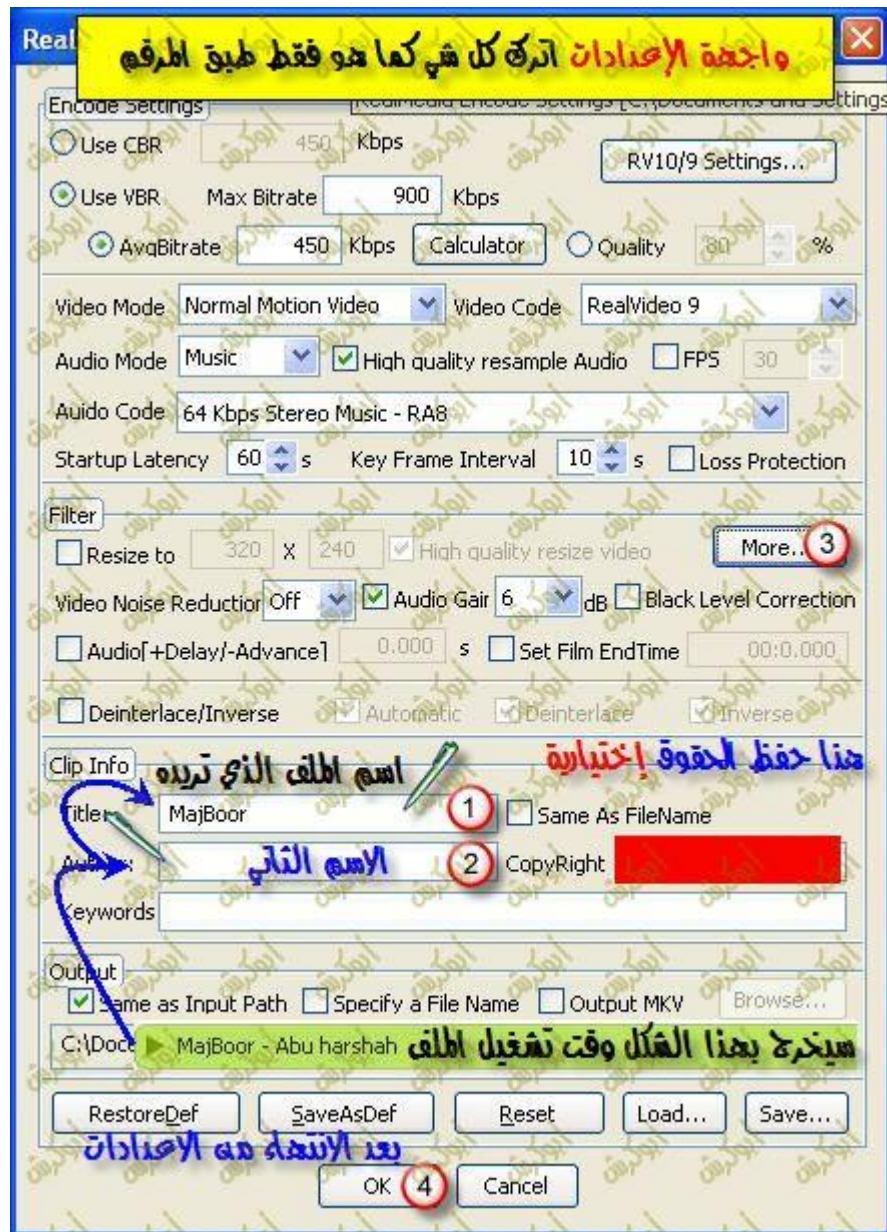 Real
واجهة الإعدادات اترك كل شي كما هو فقط طبق المرقم
Encode Settings
RealMedia Encode Settings [C:\Documents and Settings
Use CBR 450 Kbps RV10/9 Settings...
Use VBR Max Bitrate 900 Kbps
AvgBitrate 450 Kbps Calculator Quality 80 %
Video Mode Normal Motion Video Video Code RealVideo 9
Audio Mode Music High quality resample Audio FPS 30
Auido Code 64 Kbps Stereo Music - RA8
Startup Latency 60 s Key Frame Interval 10 s Loss Protection
Filter
Resize to 320 X 240 High quality resize video More.. 3
Video Noise Reduction Off Audio Gair 6 dB Black Level Correction
Audio[+Delay/-Advance] 0.000 s Set Film EndTime 00:0.000
Deinterlace/Inverse Automatic Deinterlace Inverse
هذا حفظ الحقوق إختيارية
Clip Info اسم الملف الذي تريده
Title: MajBoor 1 Same As FileName
الاسم الثاني 2 CopyRight
Keywords
Output
Same as Input Path Specify a File Name Output MKV Browse...
C:\Doc MajBoor - Abu harshah سيخرج بهذا الشكل وقت تشغيل الملف
RestoreDef SaveAsDef Reset Load... Save...
بعد الانتهاء من الاعدادات
OK 4 Cancel